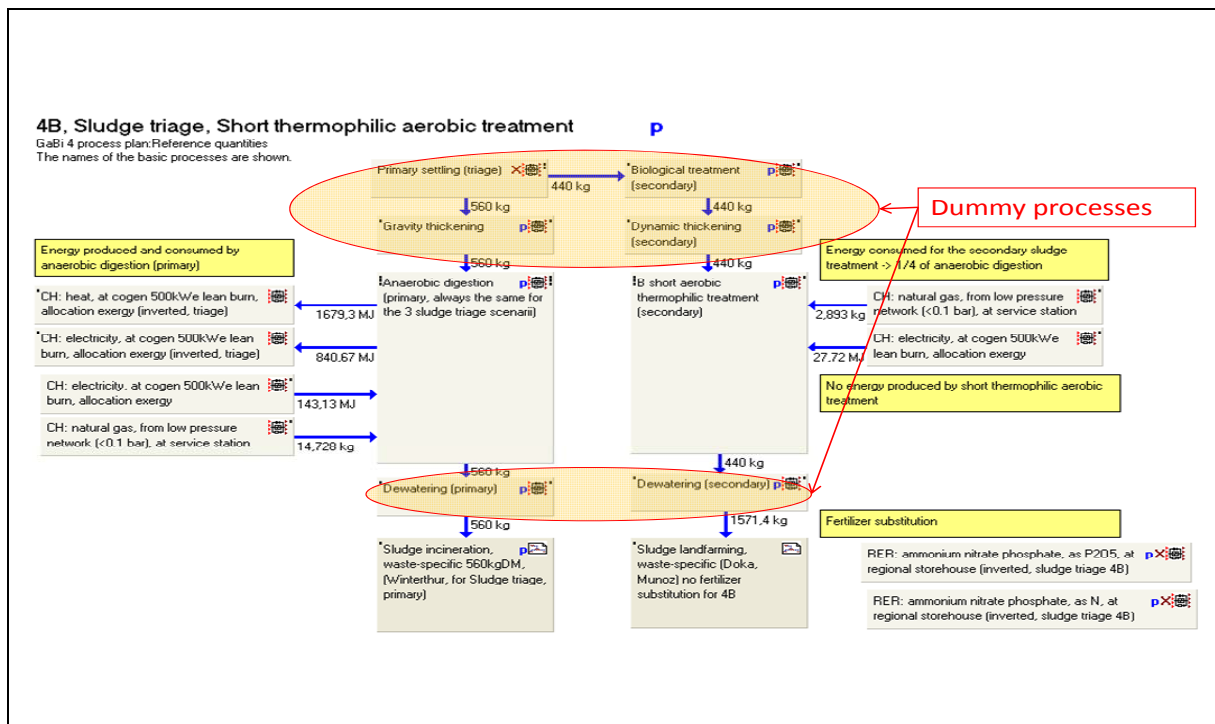 4B, Sludge triage, Short thermophilic aerobic treatment p
GaBi 4 process plan:Reference quantities
The names of the basic processes are shown.
Primary settling (triage)
440 kg
Biological treatment
(secondary)
560 kg
440 kg
Dummy processes
Gravity thickening
Dynamic thickening
(secondary)
560 kg
440 kg
Energy produced and consumed by
anaerobic digestion (primary)
Energy consumed for the secondary sludge
treatment -> 1/4 of anaerobic digestion
Anaerobic digestion
(primary, always the same for
the 3 sludge triage scenarii)
B short aerobic
thermophilic treatment
(secondary)
CH: heat, at cogen 500kWe lean burn,
allocation exergy (inverted, triage)
1679,3 MJ
CH: natural gas, from low pressure
network (<0.1 bar), at service station
2,893 kg
CH: electricity, at cogen 500kWe lean
burn, allocation exergy (inverted, triage)
840.67 MJ
CH: electricity, at cogen 500kWe
lean burn, allocation exergy
27.72 MJ
CH: electricity. at cogen 500kWe lean
burn, allocation exergy
143,13 MJ
No energy produced by short thermophilic aerobic
treatment
CH: natural gas, from low pressure
network (<0.1 bar), at service station
14,728 kg
560 kg
440 kg
Dewatering (primary)
Dewatering (secondary)
560 kg
1571,4 kg
Fertilizer substitution
Sludge incineration,
waste-specific 560kgDM,
(Winterthur, for Sludge triage,
primary)
Sludge landfarming,
waste-specific (Doka,
Munoz) no fertilizer
substitution for 4B
RER: ammonium nitrate phosphate, as P2O5, at
regional storehouse (inverted, sludge triage 4B)
RER: ammonium nitrate phosphate, as N, at
regional storehouse (inverted, sludge triage 4B)